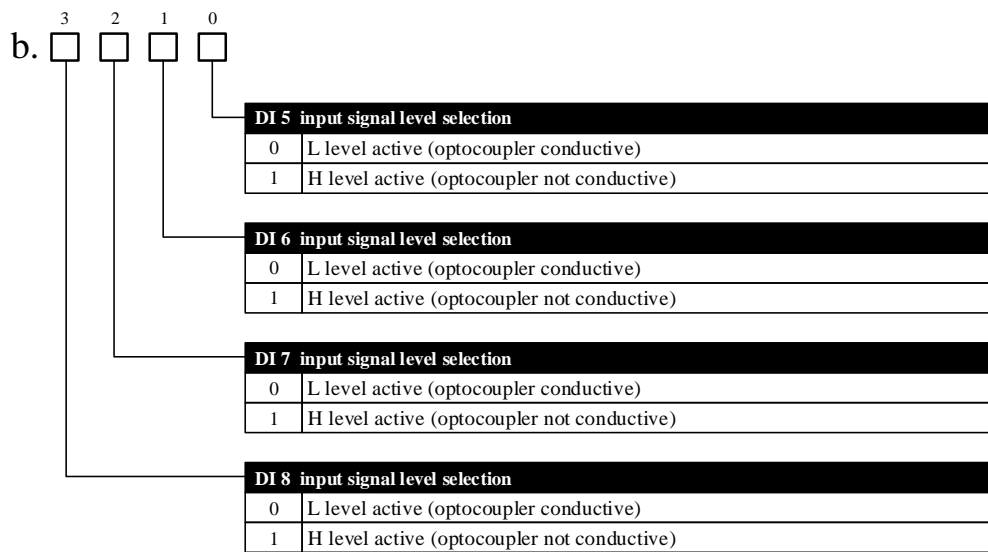 3 2 1 0
b.
DI 5 input signal level selection
0 L level active (optocoupler conductive)
1 H level active (optocoupler not conductive)
DI 6 input signal level selection
0 L level active (optocoupler conductive)
1 H level active (optocoupler not conductive)
DI 7 input signal level selection
0 L level active (optocoupler conductive)
1 H level active (optocoupler not conductive)
DI 8 input signal level selection
0 L level active (optocoupler conductive)
1 H level active (optocoupler not conductive)